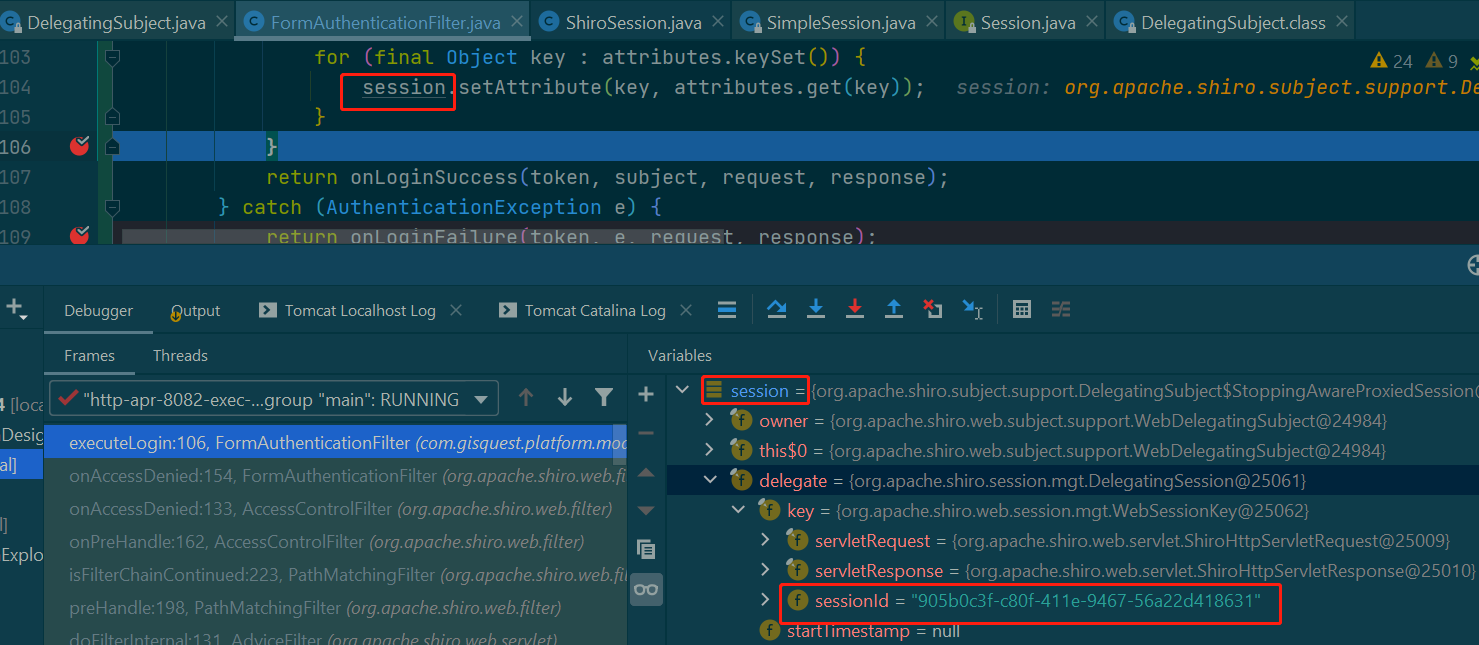 DelegatingSubject.java FormAuthenticationFilter.java ShiroSession.java SimpleSession.java Session.java DelegatingSubject.class
103 for (final Object key : attributes.keySet()) { 24 9
104 session.setAttribute(key, attributes.get(key)); session: org.apache.shiro.subject.support.De
105 }
106 }
107 return onLoginSuccess(token, subject, request, response);
108 } catch (AuthenticationException e) {
109 return onLoginFailure(token, e, request, response);
Debugger Output Tomcat Localhost Log Tomcat Catalina Log
Frames Threads Variables
4 [loca
"http-apr-8082-exec-...group "main": RUNNING
session = {org.apache.shiro.subject.support.DelegatingSubject$StoppingAwareProxiedSession@
owner = {org.apache.shiro.web.subject.support.WebDelegatingSubject@24984}
Desig
executeLogin:106, FormAuthenticationFilter (com.gisquest.platform.moc
this$0 = {org.apache.shiro.web.subject.support.WebDelegatingSubject@24984}
al]
onAccessDenied:154, FormAuthenticationFilter (org.apache.shiro.web.fi
delegate = {org.apache.shiro.session.mgt.DelegatingSession@25061}
onAccessDenied:133, AccessControlFilter (org.apache.shiro.web.filter)
key = {org.apache.shiro.web.session.mgt.WebSessionKey@25062}
l]
onPreHandle:162, AccessControlFilter (org.apache.shiro.web.filter)
servletRequest = {org.apache.shiro.web.servlet.ShiroHttpServletRequest@25009}
Explo
isFilterChainContinued:223, PathMatchingFilter (org.apache.shiro.web.fi
servletResponse = {org.apache.shiro.web.servlet.ShiroHttpServletResponse@25010}
preHandle:198, PathMatchingFilter (org.apache.shiro.web.filter)
sessionId = "905b0c3f-c80f-411e-9467-56a22d418631"
doFilterInternal:131, AdviceFilter (org.apache.shiro.web.servlet)
startTimestamp = null